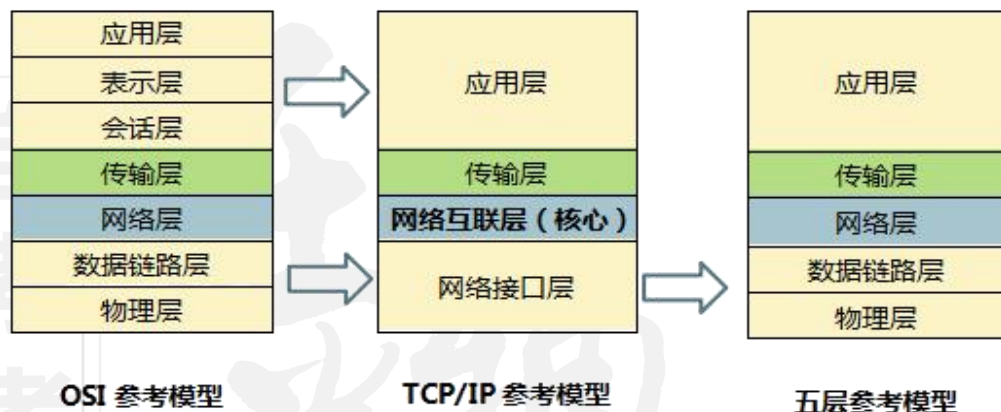 应用层
表示层
会话层
传输层
网络层
数据链路层
物理层
OSI 参考模型
应用层
传输层
网络互联层（核心）
网络接口层
TCP/IP 参考模型
应用层
传输层
网络层
数据链路层
物理层
五层参考模型